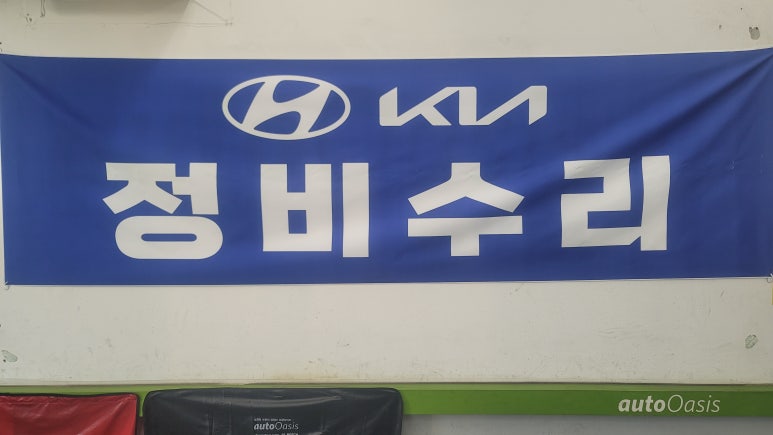 KIA
정비수리
autoOasis
autoOasis